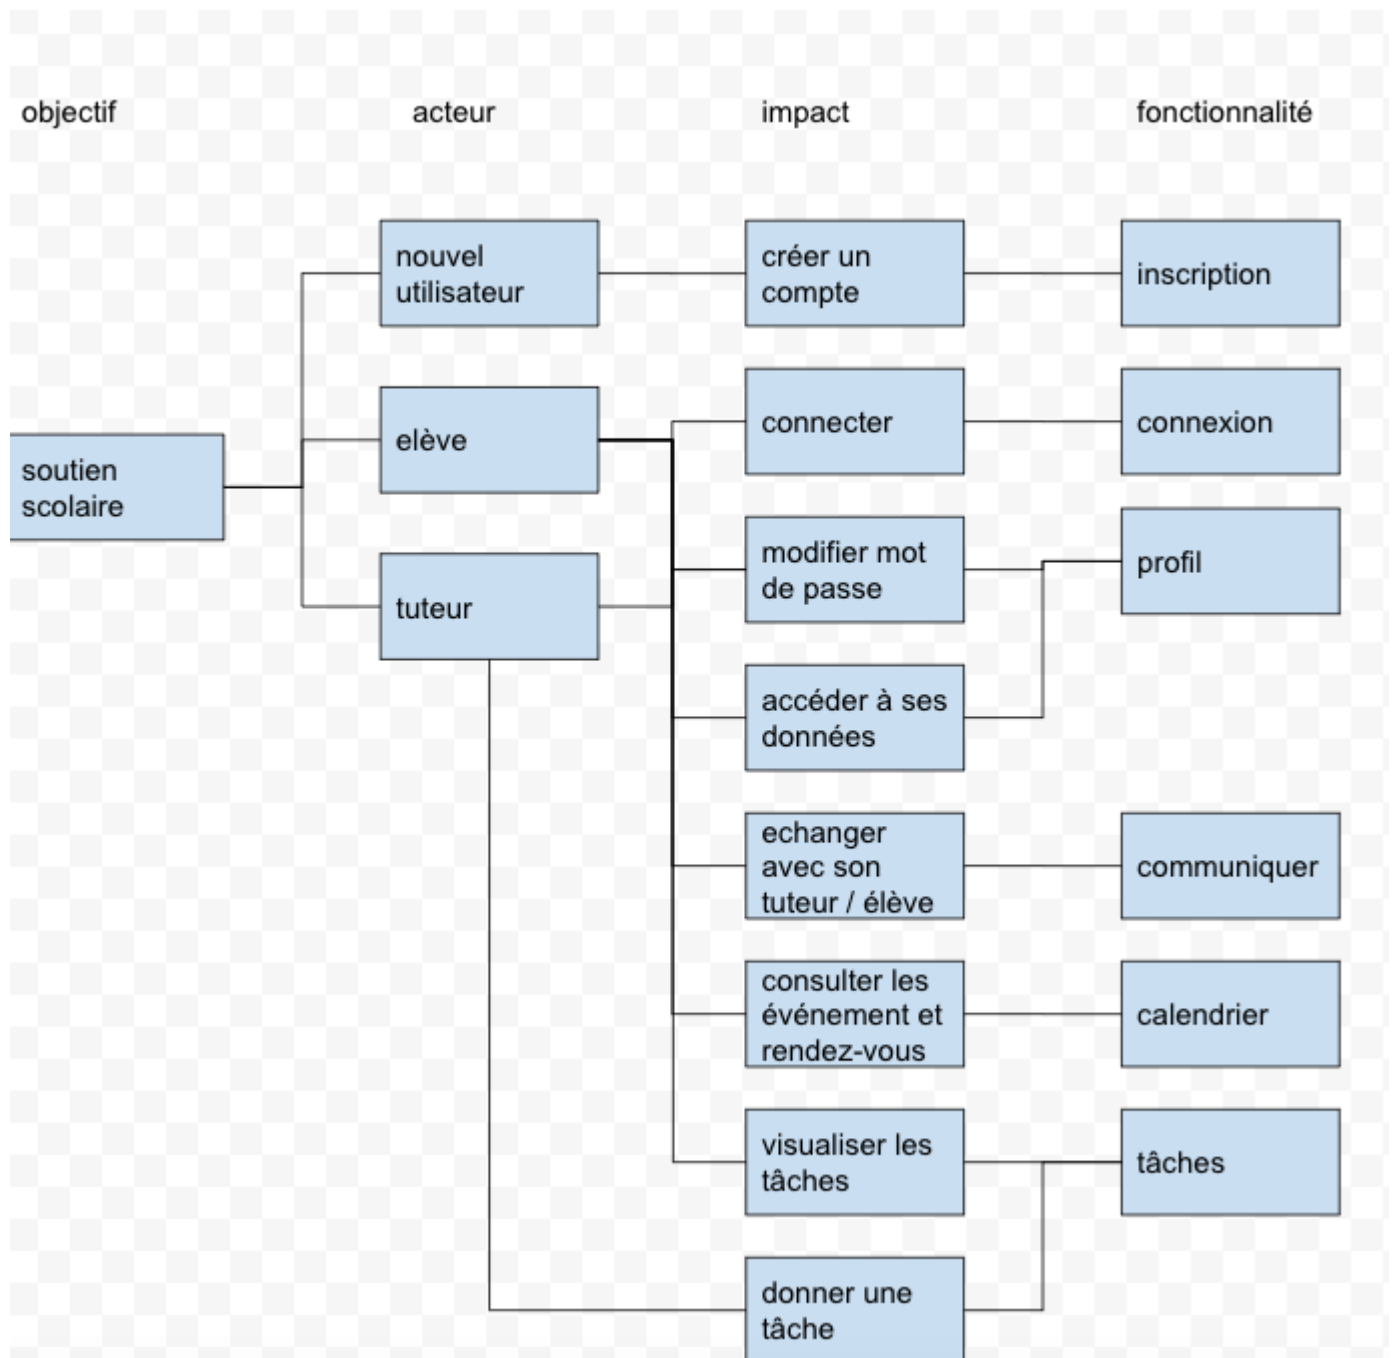 objectif
acteur
impact
fonctionnalité
soutien
scolaire
nouvel
utilisateur
elève
tuteur
créer un
compte
connecter
modifier mot
de passe
accéder à ses
données
echanger
avec son
tuteur / élève
consulter les
événement et
rendez-vous
visualiser les
tâches
donner une
tâche
inscription
connexion
profil
communiquer
calendrier
tâches